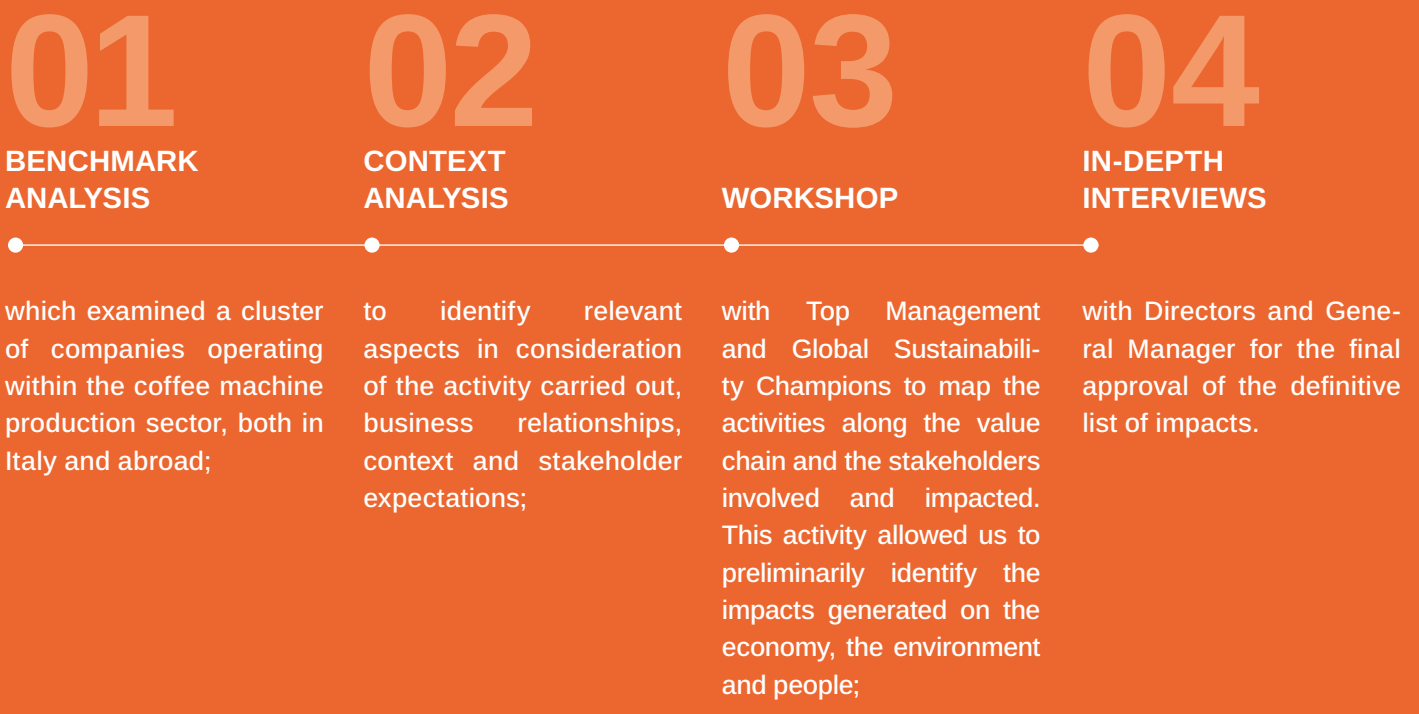 01
BENCHMARK
ANALYSIS
which examined a cluster
of companies operating
within the coffee machine
production sector, both in
Italy and abroad;
02
CONTEXT
ANALYSIS
to identify relevant
aspects in consideration
of the activity carried out,
business relationships,
context and stakeholder
expectations;
03
WORKSHOP
with Top Management
and Global Sustainabili-
ty Champions to map the
activities along the value
chain and the stakeholders
involved and impacted.
This activity allowed us to
preliminarily identify the
impacts generated on the
economy, the environment
and people;
04
IN-DEPTH
INTERVIEWS
with Directors and Gene-
ral Manager for the final
approval of the definitive
list of impacts.